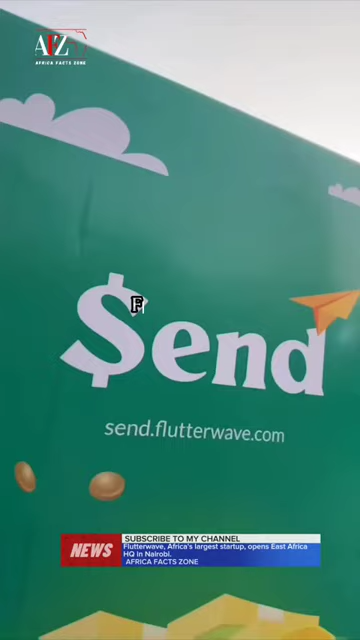 AFZ
AFRICA FACTS ZONE
$end
send.flutterwave.com
NEWS
SUBSCRIBE TO MY CHANNEL
Flutterwave, Africa's largest startup, opens East Africa
HQ in Nairobi.
AFRICA FACTS ZONE